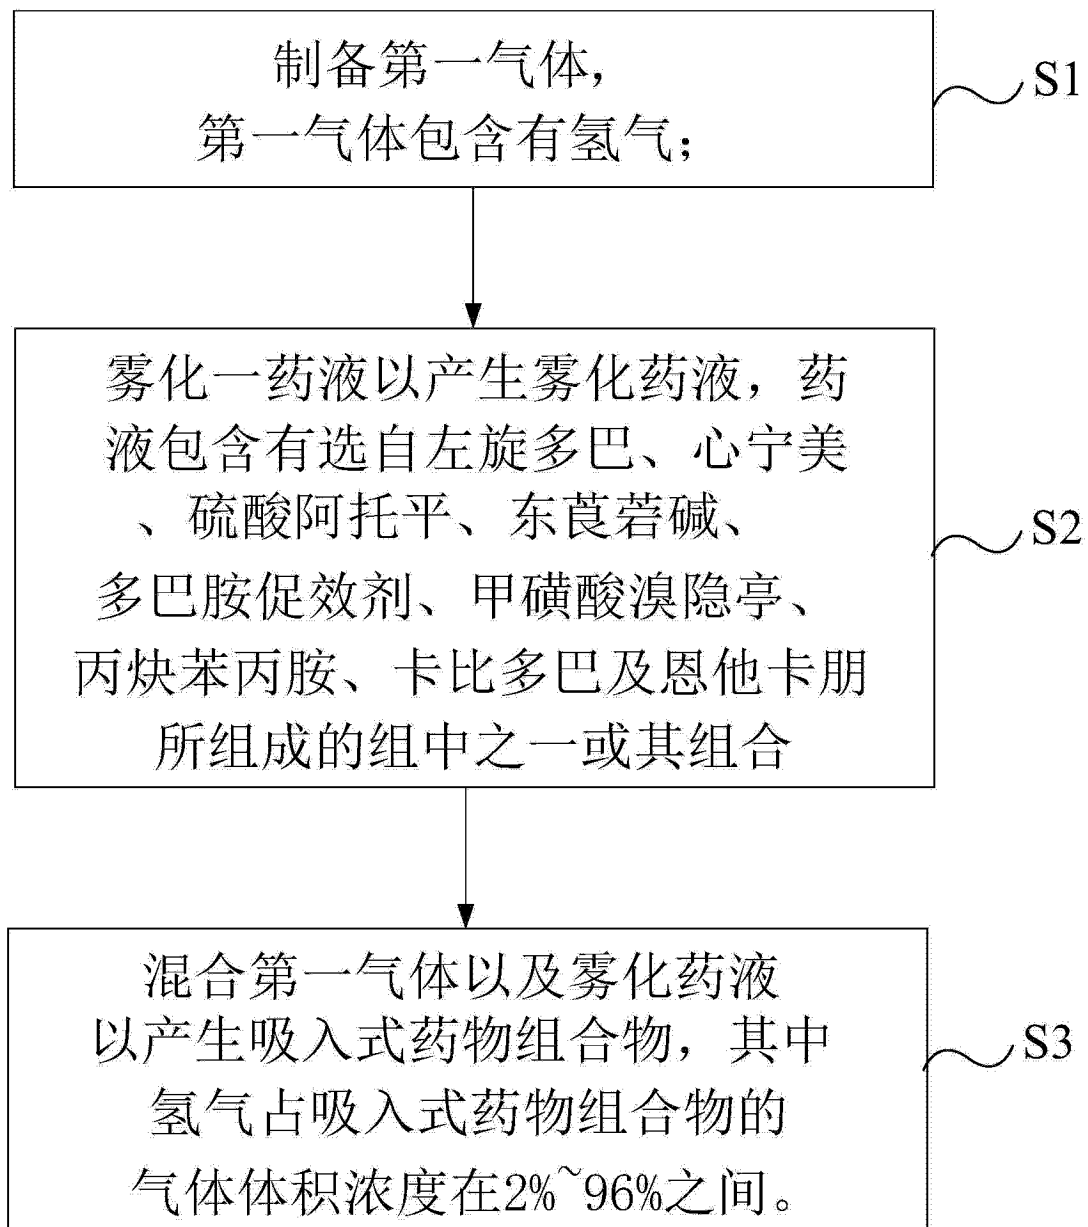 制备第一气体，
第一气体包含有氢气；
S1
雾化一药液以产生雾化药液，药
液包含有选自左旋多巴、心宁美
、硫酸阿托平、东莨菪碱、
多巴胺促效剂、甲磺酸溴隐亭、
丙炔苯丙胺、卡比多巴及恩他卡朋
所组成的组中之一或其组合
S2
混合第一气体以及雾化药液
以产生吸入式药物组合物，其中
氢气占吸入式药物组合物的
气体体积浓度在2%~96%之间。
S3